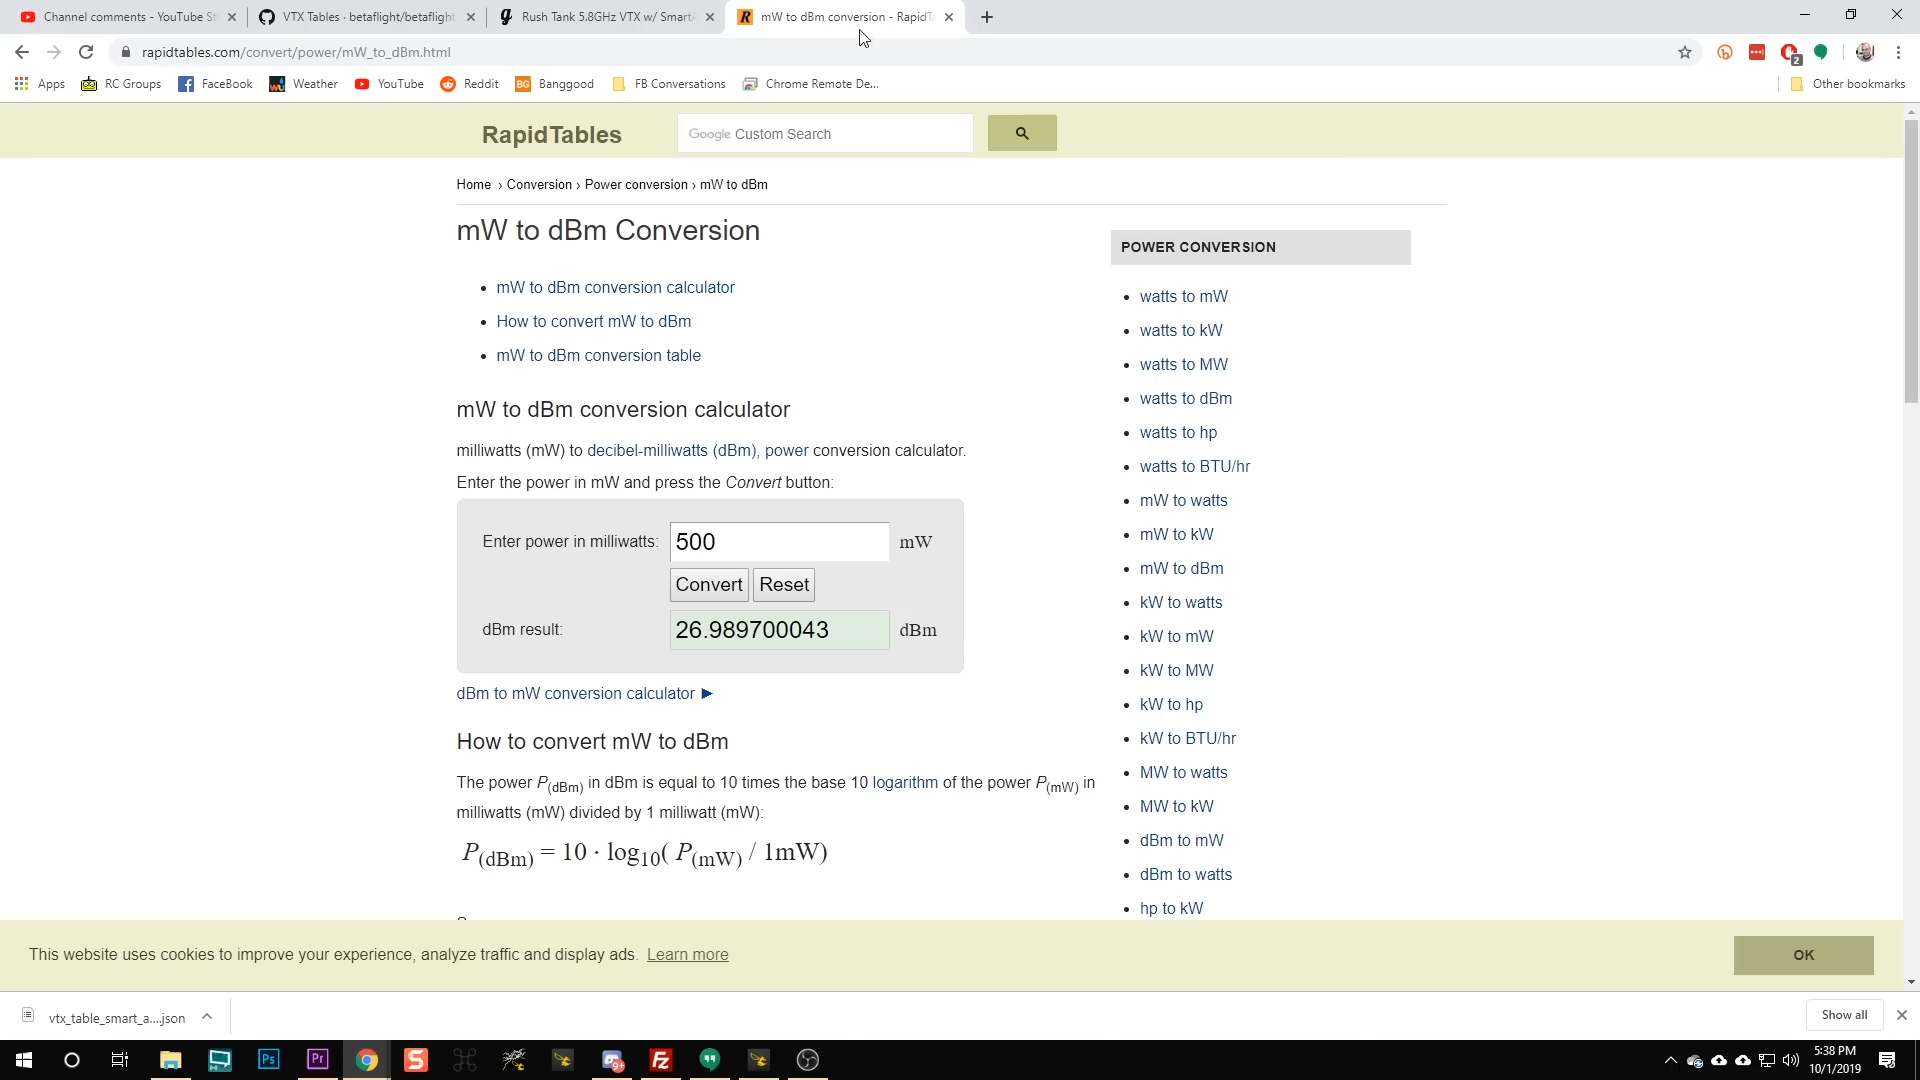 Channel comments - YouTube St
VTX Tables · betaflight/betaflight
Rush Tank 5.8GHz VTX w/ SmartA
mW to dBm conversion - RapidTa
rapidtables.com/convert/power/mW_to_dBm.html
2
Apps
RC Groups
FaceBook
Weather
YouTube
Reddit
BG
Banggood
FB Conversations
Chrome Remote De...
Other bookmarks
RapidTables
Google Custom Search
Home › Conversion › Power conversion › mW to dBm
mW to dBm Conversion
• mW to dBm conversion calculator
• How to convert mW to dBm
• mW to dBm conversion table
mW to dBm conversion calculator
milliwatts (mW) to decibel-milliwatts (dBm), power conversion calculator.
Enter the power in mW and press the Convert button:
Enter power in milliwatts: 500 mW
Convert Reset
dBm result: 26.989700043 dBm
dBm to mW conversion calculator ►
How to convert mW to dBm
The power P(dBm) in dBm is equal to 10 times the base 10 logarithm of the power P(mW) in
milliwatts (mW) divided by 1 milliwatt (mW):
P(dBm) = 10 · log10( P(mW) / 1mW)
POWER CONVERSION
• watts to mW
• watts to kW
• watts to MW
• watts to dBm
• watts to hp
• watts to BTU/hr
• mW to watts
• mW to kW
• mW to dBm
• kW to watts
• kW to mW
• kW to MW
• kW to hp
• kW to BTU/hr
• MW to watts
• MW to kW
• dBm to mW
• dBm to watts
• hp to kW
This website uses cookies to improve your experience, analyze traffic and display ads. Learn more
OK
vtx_table_smart_a....json
Show all
Ps
Pr
S
9+
FZ
5:38 PM
10/1/2019